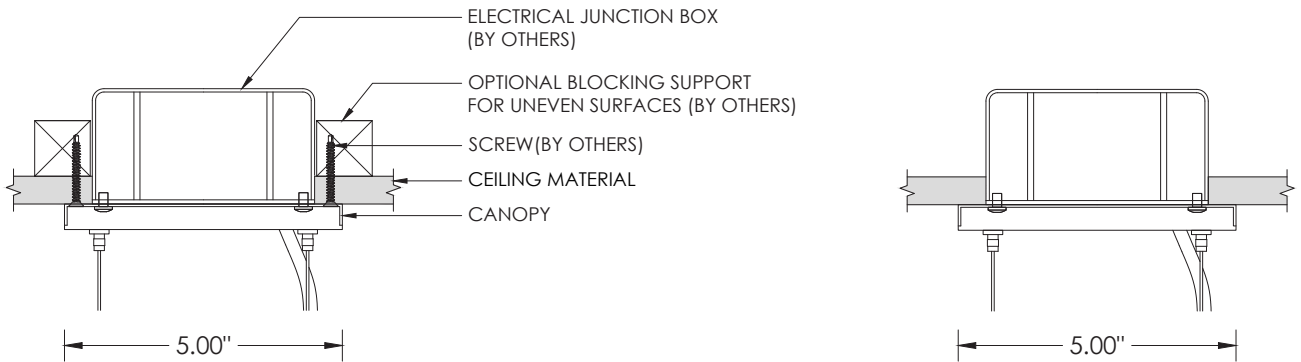 ELECTRICAL JUNCTION BOX
(BY OTHERS)
OPTIONAL BLOCKING SUPPORT
FOR UNEVEN SURFACES (BY OTHERS)
SCREW(BY OTHERS)
CEILING MATERIAL
CANOPY
5.00"
5.00"